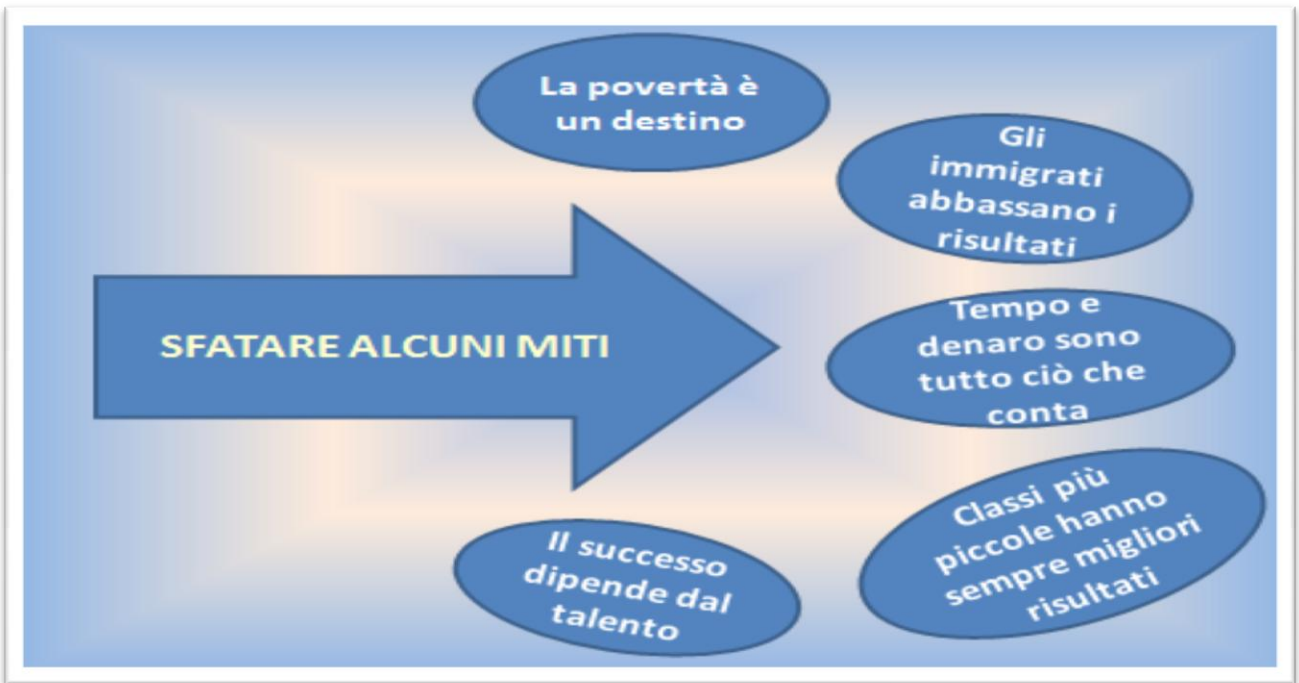 La povertà è
un destino
Gli
immigrati
abbassano i
risultati
SFATARE ALCUNI MITI
Tempo e
denaro sono
tutto ciò che
conta
Classi più
piccole hanno
sempre migliori
risultati
Il successo
dipende dal
talento